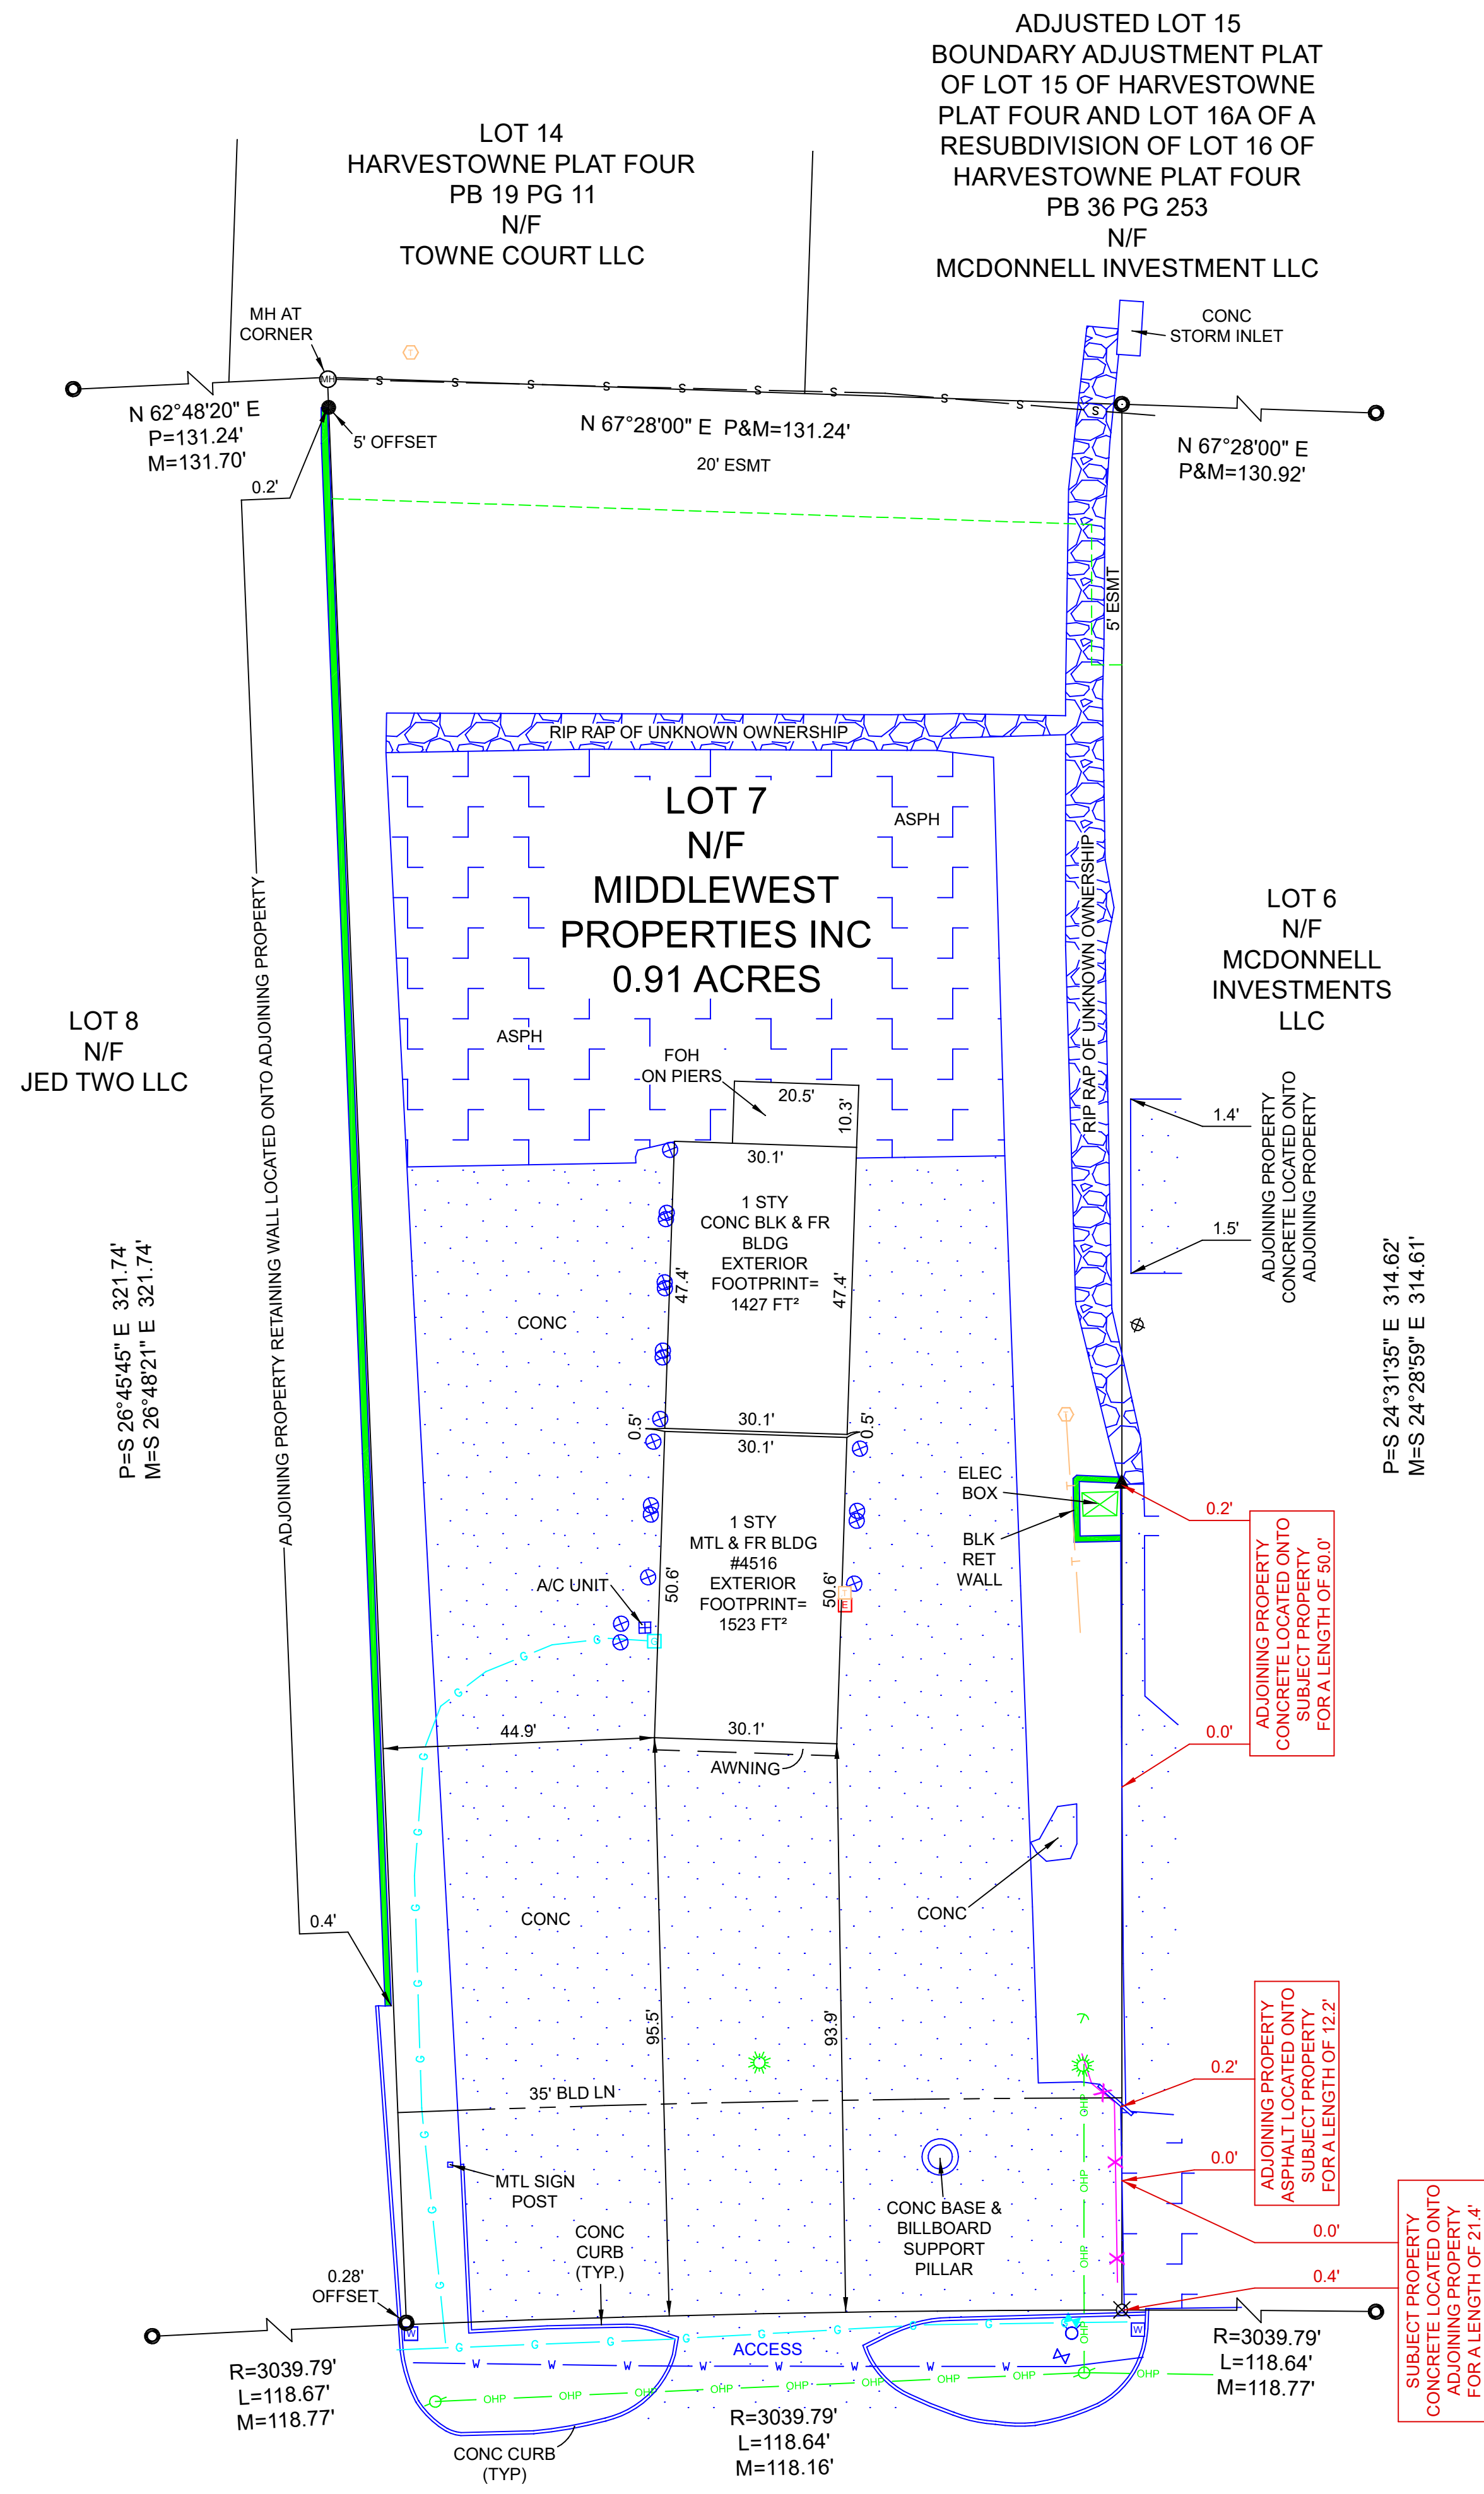 ADJUSTED LOT 15
BOUNDARY ADJUSTMENT PLAT
OF LOT 15 OF HARVESTOWNE
PLAT FOUR AND LOT 16A OF A
RESUBDIVISION OF LOT 16 OF
HARVESTOWNE PLAT FOUR
PB 36 PG 253
N/F
MCDONNELL INVESTMENT LLC
LOT 14
HARVESTOWNE PLAT FOUR
PB 19 PG 11
N/F
TOWNE COURT LLC
MH AT
CORNER
CONC
STORM INLET
T
MH
S S S S S S S S S S
N 62°48'20" E
P=131.24'
M=131.70'
5' OFFSET
N 67°28'00" E P&M=131.24'
20' ESMT
N 67°28'00" E
P&M=130.92'
0.2'
5' ESMT
RIP RAP OF UNKNOWN OWNERSHIP
LOT 7
N/F
MIDDLEWEST
PROPERTIES INC
0.91 ACRES
ASPH
ASPH
RIP RAP OF UNKNOWN OWNERSHIP
LOT 6
N/F
MCDONNELL
INVESTMENTS
LLC
LOT 8
N/F
JED TWO LLC
ADJOINING PROPERTY RETAINING WALL LOCATED ONTO ADJOINING PROPERTY
FOH
ON PIERS
20.5'
10.3'
30.1'
1 STY
CONC BLK & FR
BLDG
EXTERIOR
FOOTPRINT=
1427 FT²
47.4'
47.4'
CONC
1.4'
1.5'
ADJOINING PROPERTY
CONCRETE LOCATED ONTO
ADJOINING PROPERTY
P=S 26°45'45" E 321.74'
M=S 26°48'21" E 321.74'
P=S 24°31'35" E 314.62'
M=S 24°28'59" E 314.61'
0.5'
30.1'
30.1'
0.5'
T
T
T
ELEC
BOX
BLK
RET
WALL
1 STY
MTL & FR BLDG
#4516
EXTERIOR
FOOTPRINT=
1523 FT²
50.6'
50.6'
T
E
A/C UNIT
G
0.2'
0.0'
ADJOINING PROPERTY
CONCRETE LOCATED ONTO
SUBJECT PROPERTY
FOR A LENGTH OF 50.0'
44.9'
30.1'
AWNING
G G G G G G G G G G
CONC
CONC
0.4'
95.5'
93.9'
35' BLD LN
MTL SIGN
POST
CONC
CURB
(TYP.)
CONC BASE &
BILLBOARD
SUPPORT
PILLAR
OHP OHP OHP OHP
0.2'
0.0'
ADJOINING PROPERTY
ASPHALT LOCATED ONTO
SUBJECT PROPERTY
FOR A LENGTH OF 12.2'
0.0'
0.4'
SUBJECT PROPERTY
CONCRETE LOCATED ONTO
ADJOINING PROPERTY
FOR A LENGTH OF 21.4'
0.28'
OFFSET
W
W
G G G G G G G G
ACCESS
W W W W W W W W
OHP OHP OHP OHP OHP OHP OHP OHP OHP
R=3039.79'
L=118.67'
M=118.77'
R=3039.79'
L=118.64'
M=118.16'
R=3039.79'
L=118.64'
M=118.77'
CONC CURB
(TYP)